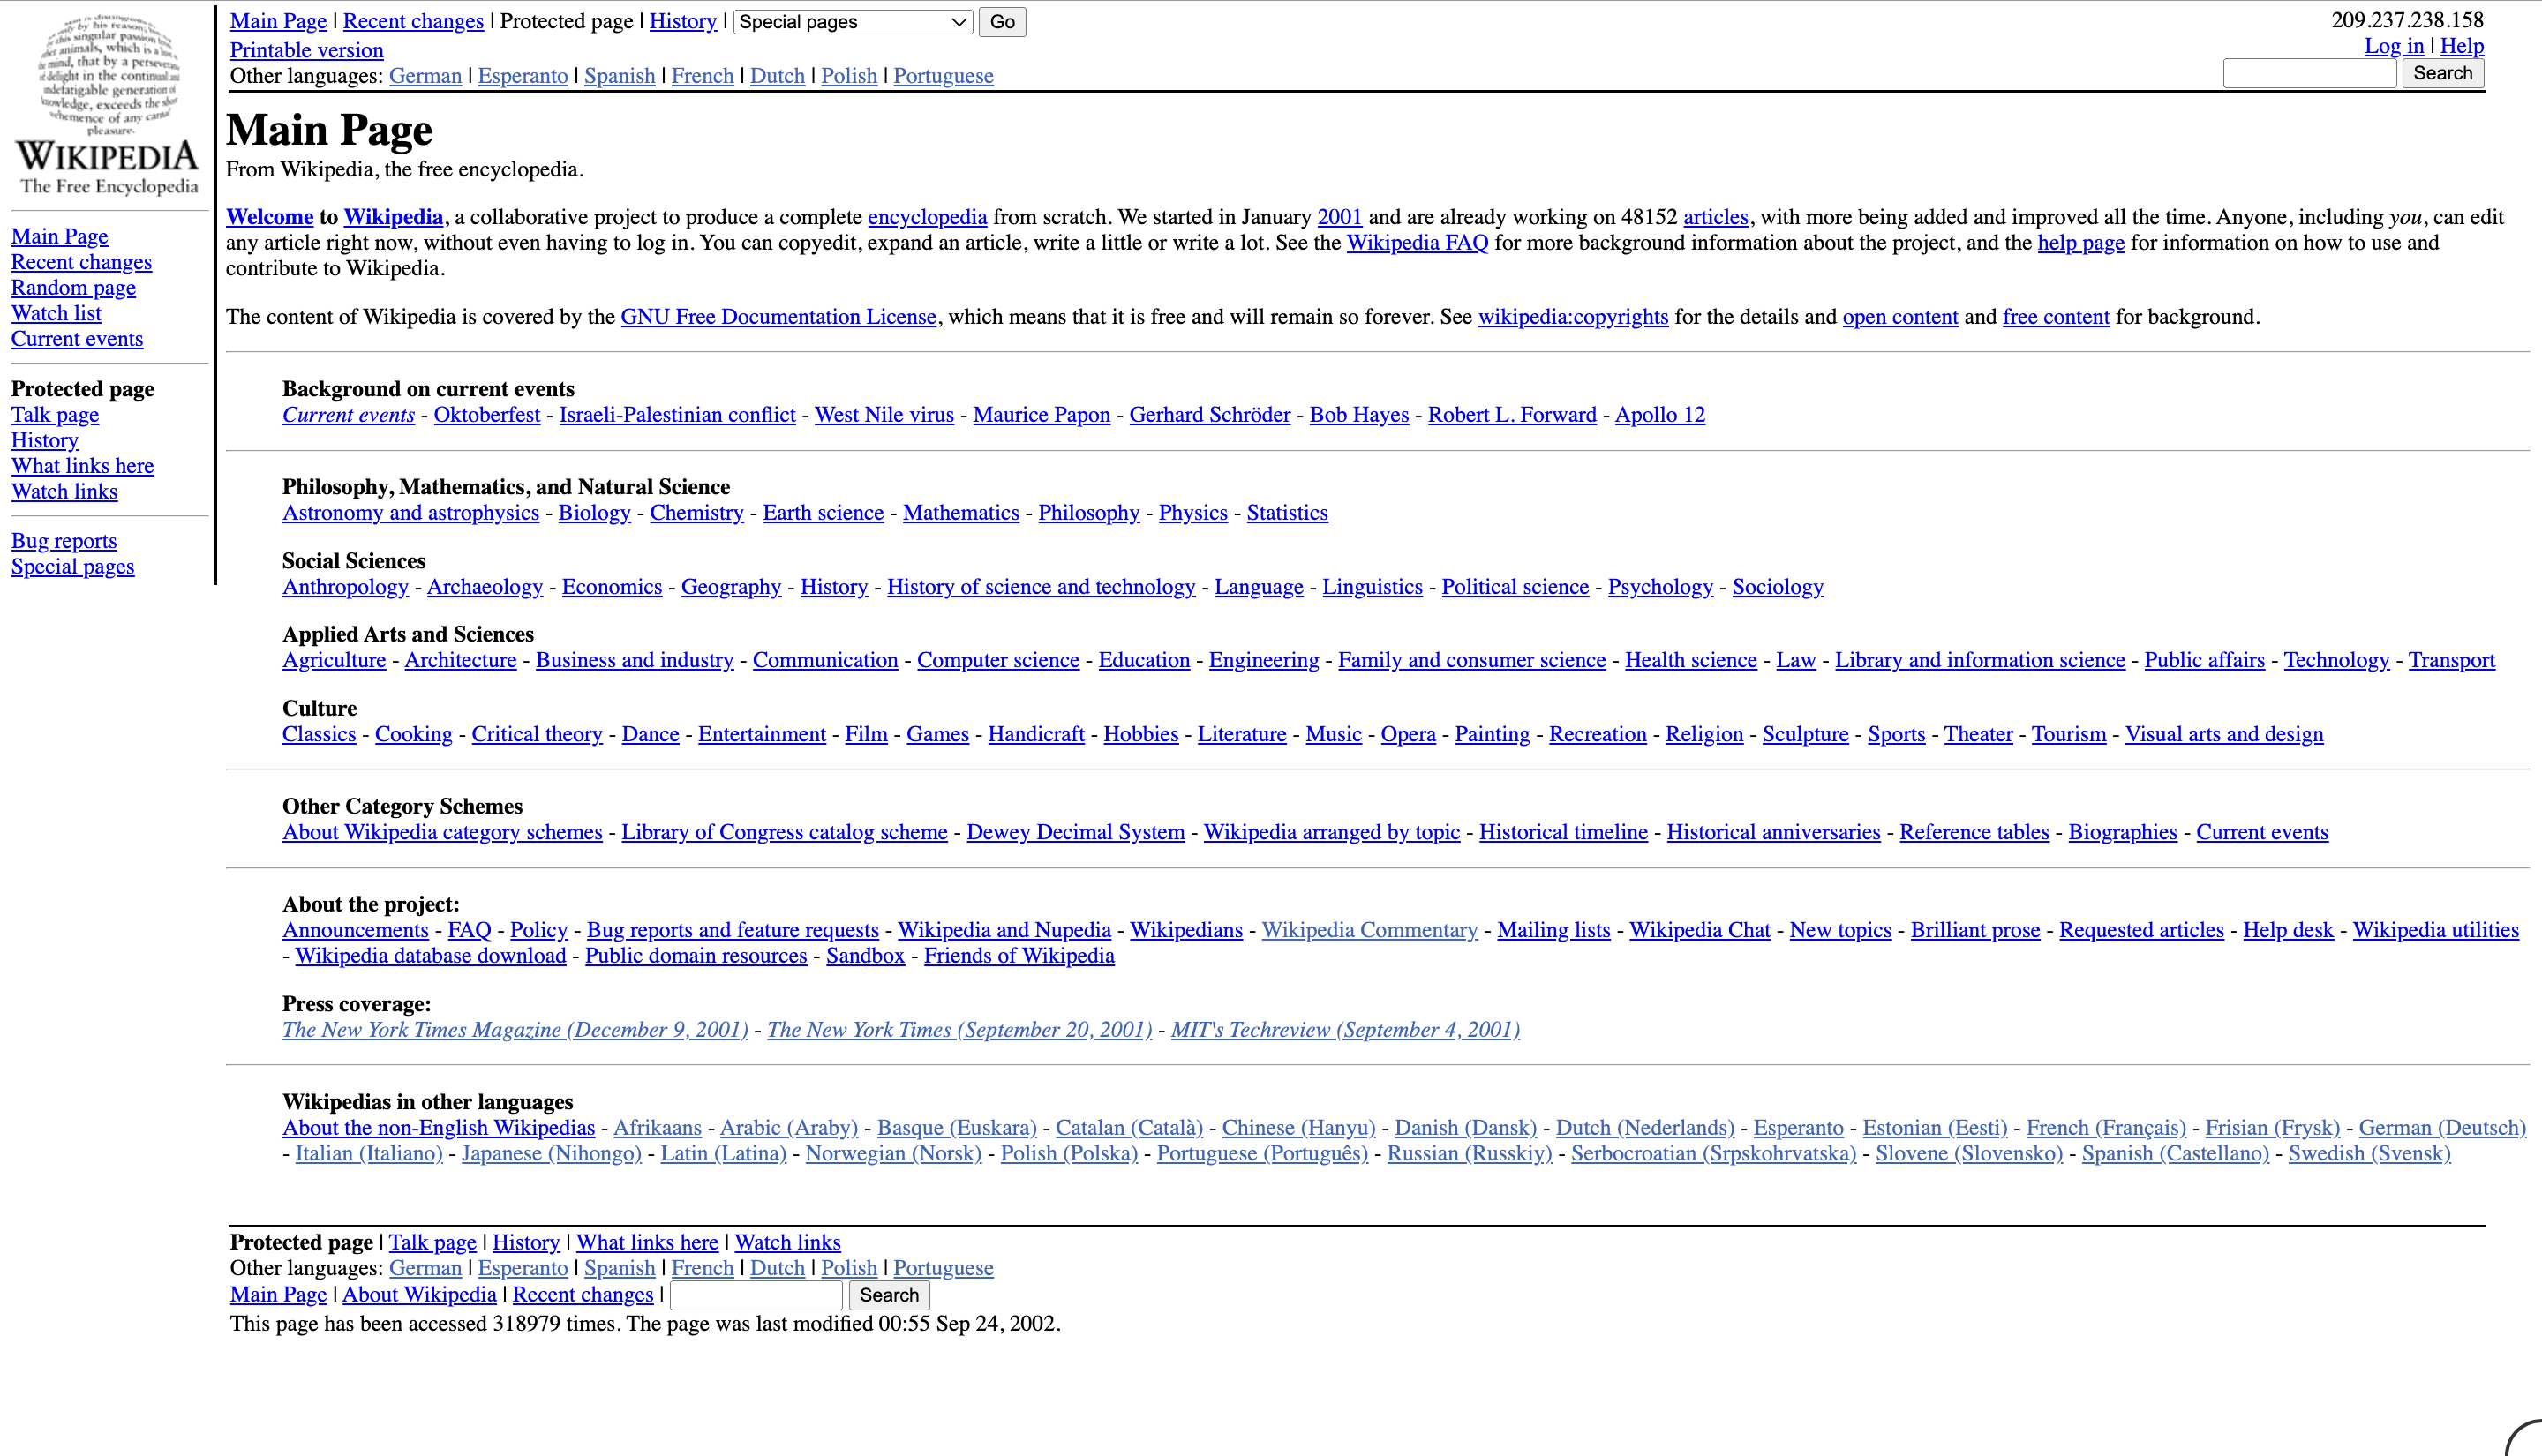 is distinguished,
by his reason,
this singular passion
other animals, which is a
mind, that by a
delight in the continual and
indefatigable generation of
knowledge, exceeds the short
vehemence of any carnal
pleasure.
WIKIPEDIA
The Free Encyclopedia
Main Page
Recent changes
Random page
Watch list
Current events
Protected page
Talk page
History
What links here
Watch links
Bug reports
Special pages
Main Page | Recent changes | Protected page | History | Special pages Go
Printable version
Other languages: German | Esperanto | Spanish | French | Dutch | Polish | Portuguese
209.237.238.158
Log in | Help
Search
Main Page
From Wikipedia, the free encyclopedia.
Welcome to Wikipedia, a collaborative project to produce a complete encyclopedia from scratch. We started in January 2001 and are already working on 48152 articles, with more being added and improved all the time. Anyone, including you, can edit
any article right now, without even having to log in. You can copyedit, expand an article, write a little or write a lot. See the Wikipedia FAQ for more background information about the project, and the help page for information on how to use and
contribute to Wikipedia.
The content of Wikipedia is covered by the GNU Free Documentation License, which means that it is free and will remain so forever. See wikipedia:copyrights for the details and open content and free content for background.
Background on current events
Current events - Oktoberfest - Israeli-Palestinian conflict - West Nile virus - Maurice Papon - Gerhard Schröder - Bob Hayes - Robert L. Forward - Apollo 12
Philosophy, Mathematics, and Natural Science
Astronomy and astrophysics - Biology - Chemistry - Earth science - Mathematics - Philosophy - Physics - Statistics
Social Sciences
Anthropology - Archaeology - Economics - Geography - History - History of science and technology - Language - Linguistics - Political science - Psychology - Sociology
Applied Arts and Sciences
Agriculture - Architecture - Business and industry - Communication - Computer science - Education - Engineering - Family and consumer science - Health science - Law - Library and information science - Public affairs - Technology - Transport
Culture
Classics - Cooking - Critical theory - Dance - Entertainment - Film - Games - Handicraft - Hobbies - Literature - Music - Opera - Painting - Recreation - Religion - Sculpture - Sports - Theater - Tourism - Visual arts and design
Other Category Schemes
About Wikipedia category schemes - Library of Congress catalog scheme - Dewey Decimal System - Wikipedia arranged by topic - Historical timeline - Historical anniversaries - Reference tables - Biographies - Current events
About the project:
Announcements - FAQ - Policy - Bug reports and feature requests - Wikipedia and Nupedia - Wikipedians - Wikipedia Commentary - Mailing lists - Wikipedia Chat - New topics - Brilliant prose - Requested articles - Help desk - Wikipedia utilities
- Wikipedia database download - Public domain resources - Sandbox - Friends of Wikipedia
Press coverage:
The New York Times Magazine (December 9, 2001) - The New York Times (September 20, 2001) - MIT's Techreview (September 4, 2001)
Wikipedias in other languages
About the non-English Wikipedias - Afrikaans - Arabic (Araby) - Basque (Euskara) - Catalan (Català) - Chinese (Hanyu) - Danish (Dansk) - Dutch (Nederlands) - Esperanto - Estonian (Eesti) - French (Français) - Frisian (Frysk) - German (Deutsch)
- Italian (Italiano) - Japanese (Nihongo) - Latin (Latina) - Norwegian (Norsk) - Polish (Polska) - Portuguese (Português) - Russian (Russkiy) - Serbocroatian (Srpskohrvatska) - Slovene (Slovensko) - Spanish (Castellano) - Swedish (Svensk)
Protected page | Talk page | History | What links here | Watch links
Other languages: German | Esperanto | Spanish | French | Dutch | Polish | Portuguese
Main Page | About Wikipedia | Recent changes | Search
This page has been accessed 318979 times. The page was last modified 00:55 Sep 24, 2002.